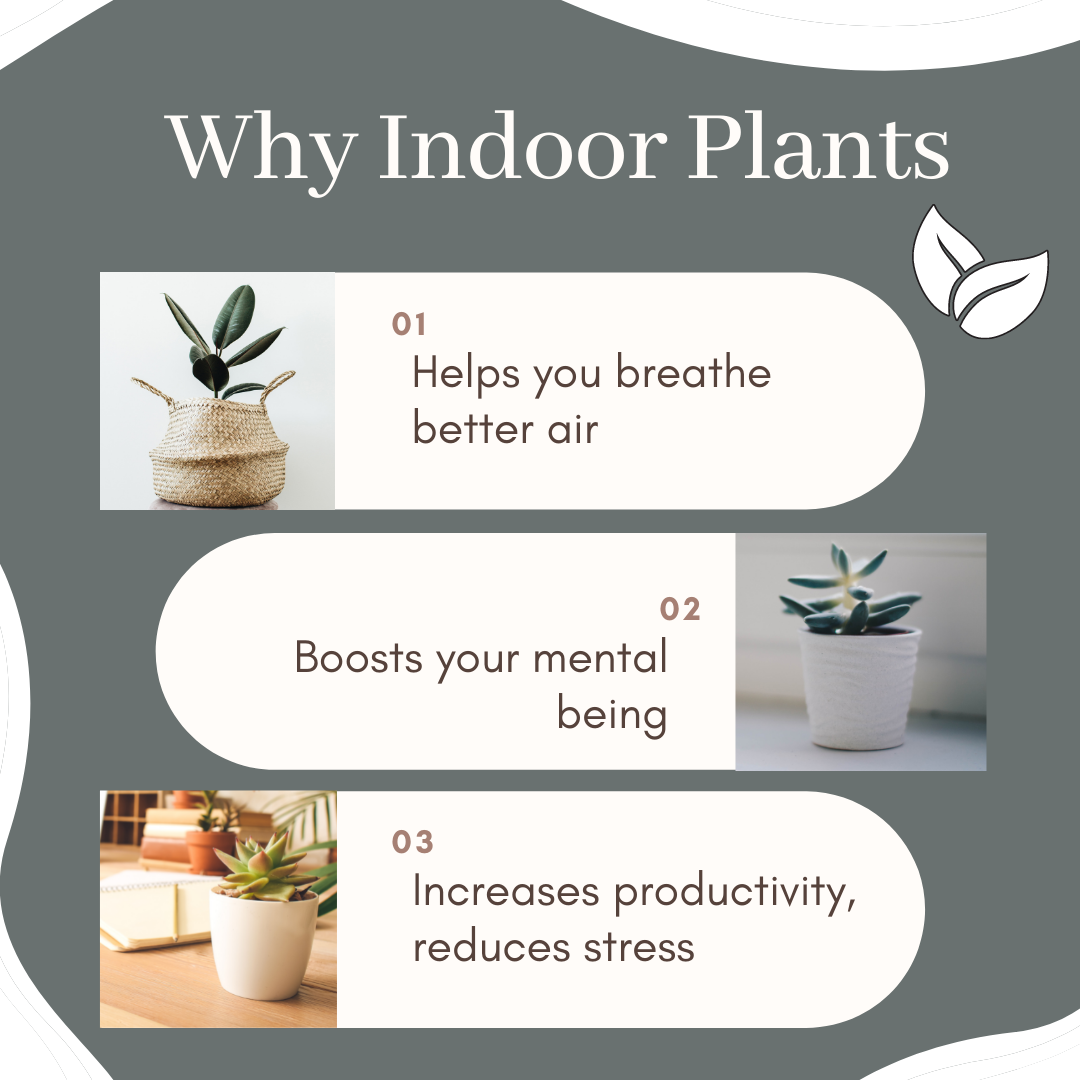 Why Indoor Plants
01
Helps you breathe
better air
02
Boosts your mental
being
03
Increases productivity,
reduces stress